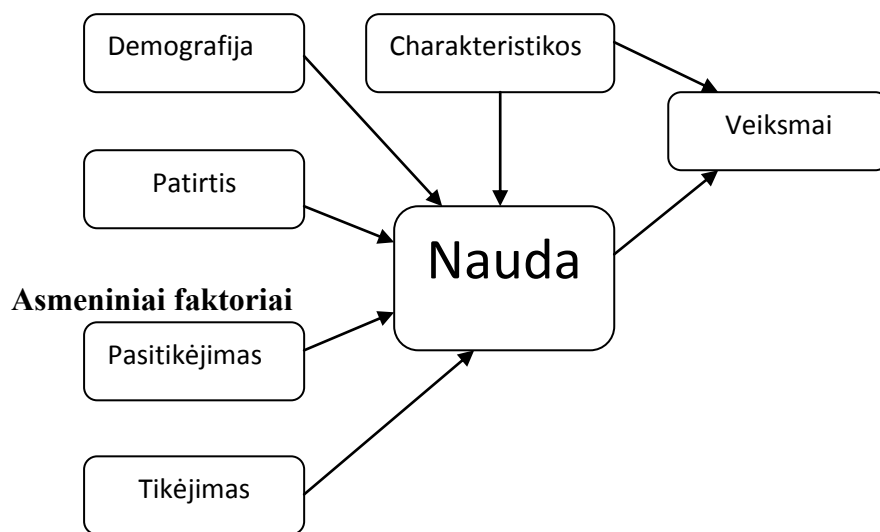 Demografija
Charakteristikos
Veiksmai
Patirtis
Nauda
Asmeniniai faktoriai
Pasitikėjimas
Tikėjimas